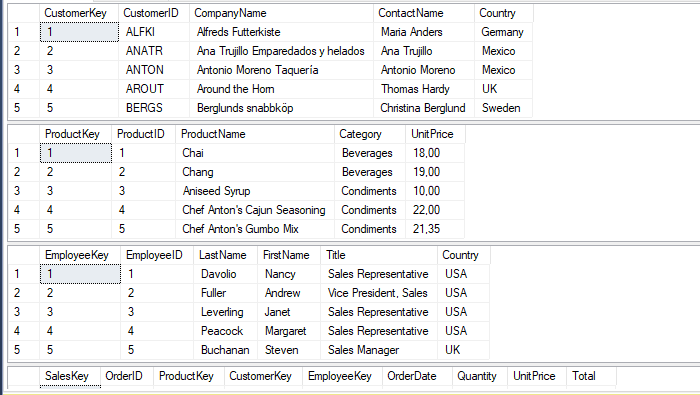 CustomerKey CustomerID CompanyName ContactName Country
1 1 ALFKI Alfreds Futterkiste Maria Anders Germany
2 2 ANATR Ana Trujillo Emparedados y helados Ana Trujillo Mexico
3 3 ANTON Antonio Moreno Taquería Antonio Moreno Mexico
4 4 AROUT Around the Horn Thomas Hardy UK
5 5 BERGS Berglunds snabbköp Christina Berglund Sweden
ProductKey ProductID ProductName Category UnitPrice
1 1 1 Chai Beverages 18,00
2 2 2 Chang Beverages 19,00
3 3 3 Aniseed Syrup Condiments 10,00
4 4 4 Chef Anton's Cajun Seasoning Condiments 22,00
5 5 5 Chef Anton's Gumbo Mix Condiments 21,35
EmployeeKey EmployeeID LastName FirstName Title Country
1 1 1 Davolio Nancy Sales Representative USA
2 2 2 Fuller Andrew Vice President, Sales USA
3 3 3 Leverling Janet Sales Representative USA
4 4 4 Peacock Margaret Sales Representative USA
5 5 5 Buchanan Steven Sales Manager UK
SalesKey OrderID ProductKey CustomerKey EmployeeKey OrderDate Quantity UnitPrice Total